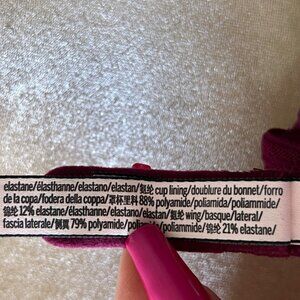 elastane/élasthanne/elastano/elastan/氨纶 cup lining/doublure du bonnet/forro
de la copa/fodera della coppa/罩杯里料 88% polyamide/poliamida/poliammide/
锦纶 12% elastane/élasthanne/elastano/elastan/氨纶 wing/basque/lateral/
fascia laterale/侧翼 79% polyamide/poliamida/poliammide/锦纶 21% elastane/